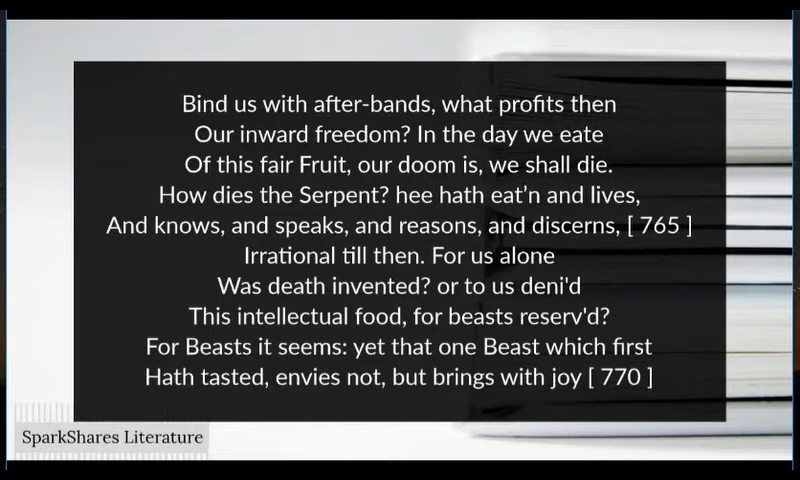 Bind us with after-bands, what profits then
Our inward freedom? In the day we eate
Of this fair Fruit, our doom is, we shall die.
How dies the Serpent? hee hath eat'n and lives,
And knows, and speaks, and reasons, and discerns, [ 765 ]
Irrational till then. For us alone
Was death invented? or to us deni'd
This intellectual food, for beasts reserv'd?
For Beasts it seems: yet that one Beast which first
Hath tasted, envies not, but brings with joy [ 770 ]
SparkShares Literature